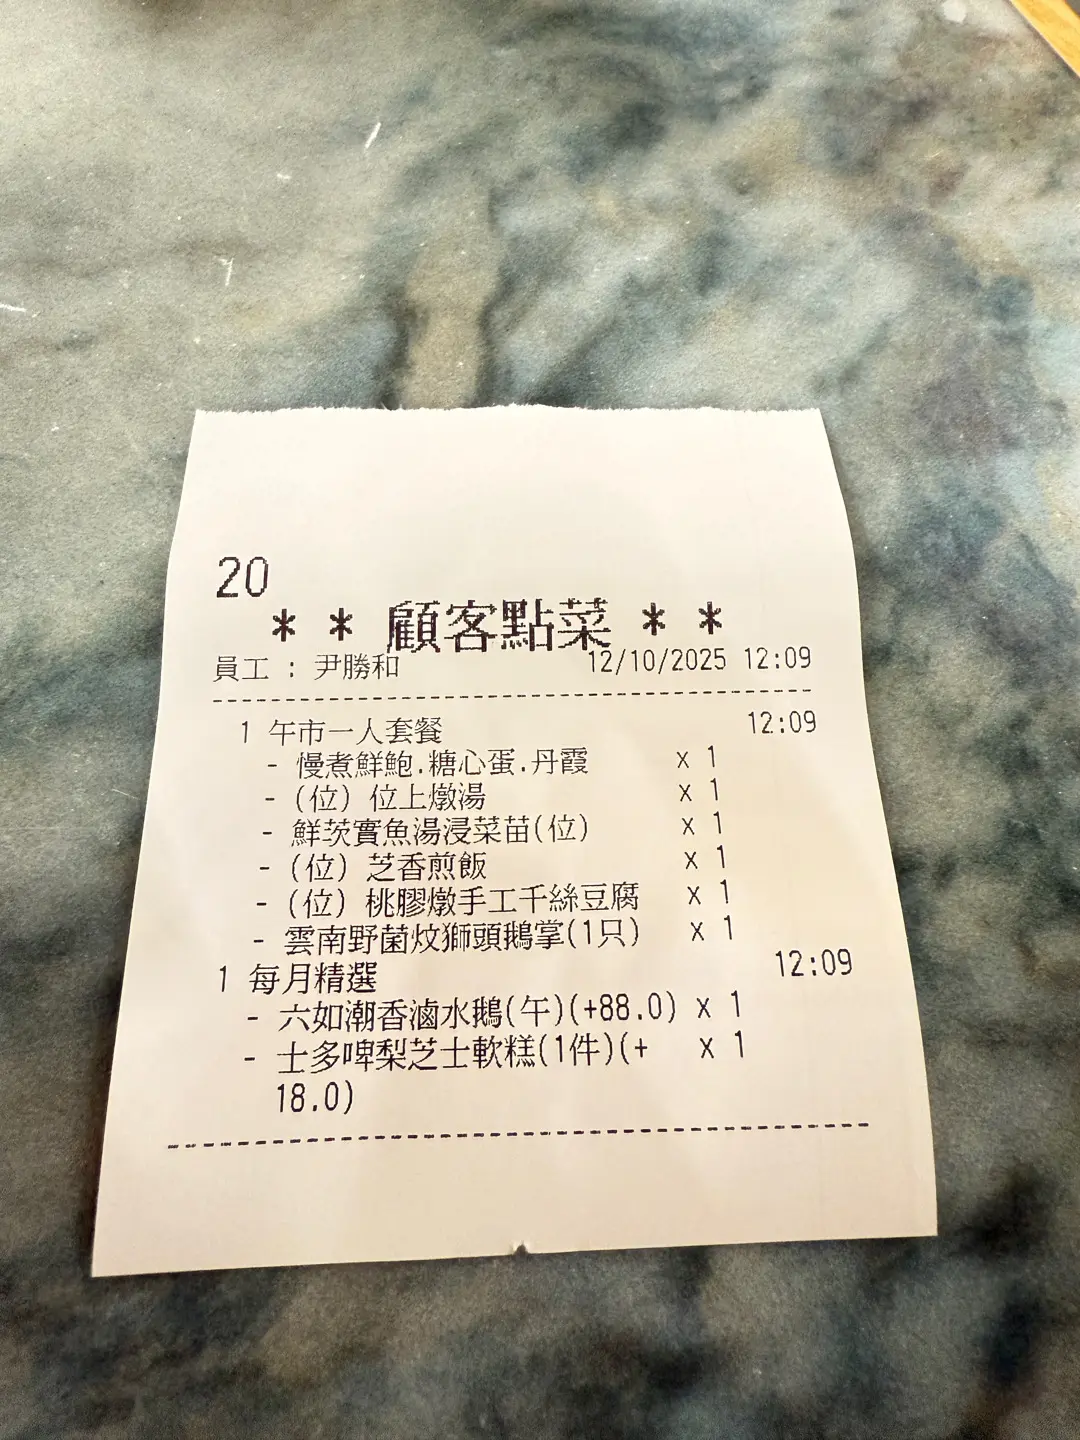 20
* * 顧客點菜 * *
員工 : 尹勝和 12/10/2025 12:09
1 午市一人套餐 12:09
- 慢煮鮮鮑.糖心蛋.丹霞 x 1
- (位) 位上燉湯 x 1
- 鮮茨實魚湯浸菜苗(位) x 1
- (位) 芝香煎飯 x 1
- (位) 桃膠燉手工千絲豆腐 x 1
- 雲南野菌炆獅頭鵝掌(1只) x 1
1 每月精選 12:09
- 六如潮香滷水鵝(午)(+88.0) x 1
- 士多啤梨芝士軟糕(1件)(+ x 1
18.0)